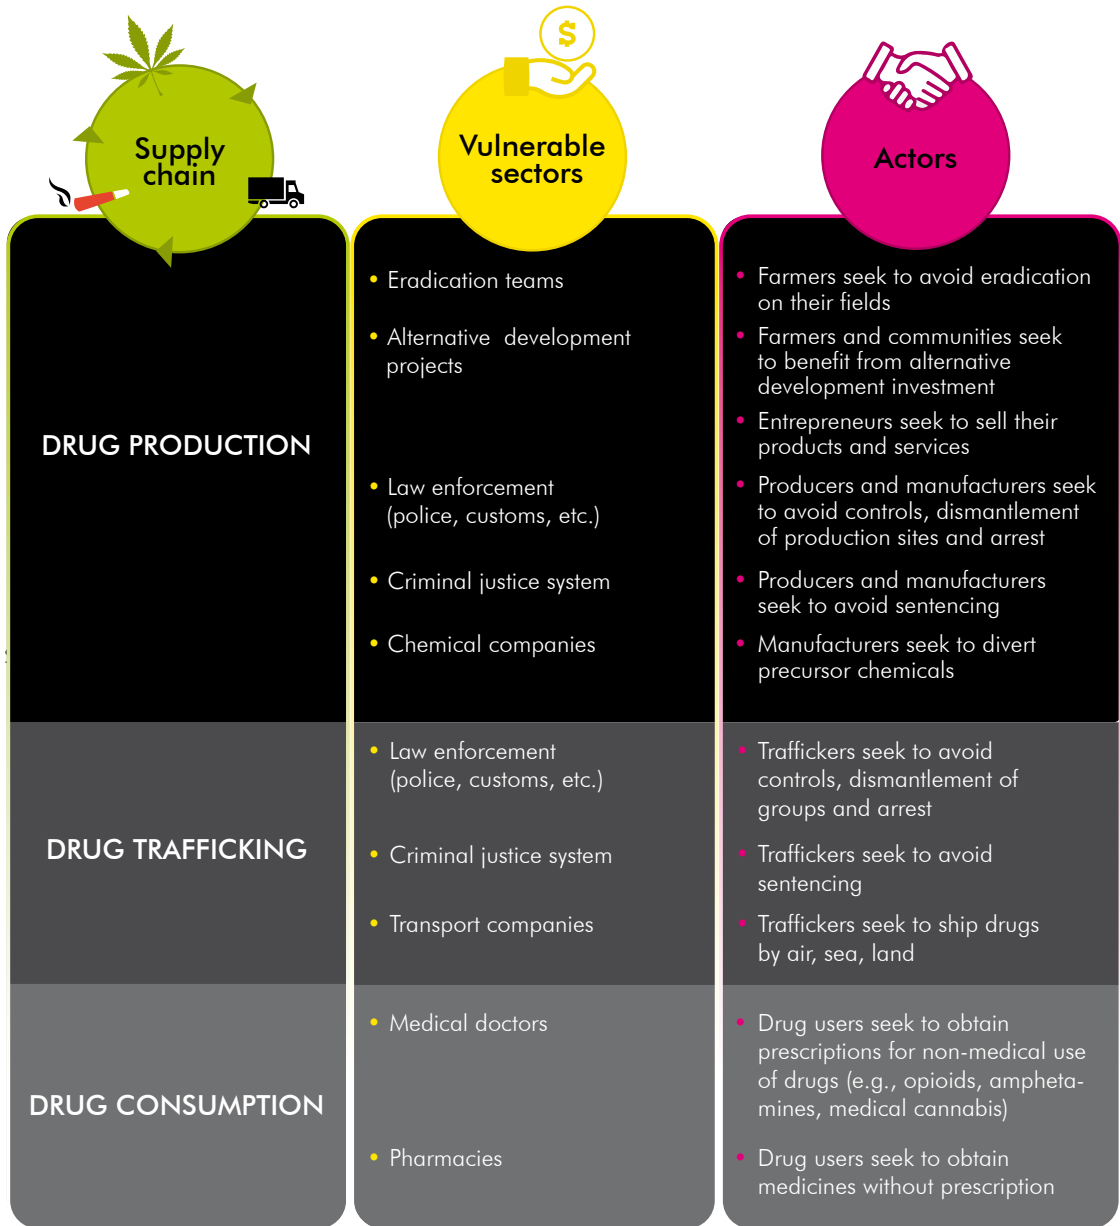 $
Supply
chain
Vulnerable
sectors
Actors
DRUG PRODUCTION
• Eradication teams
• Alternative development
projects
• Law enforcement
(police, customs, etc.)
• Criminal justice system
• Chemical companies
• Farmers seek to avoid eradication
on their fields
• Farmers and communities seek
to benefit from alternative
development investment
• Entrepreneurs seek to sell their
products and services
• Producers and manufacturers seek
to avoid controls, dismantlement
of production sites and arrest
• Producers and manufacturers
seek to avoid sentencing
• Manufacturers seek to divert
precursor chemicals
DRUG TRAFFICKING
• Law enforcement
(police, customs, etc.)
• Criminal justice system
• Transport companies
• Traffickers seek to avoid
controls, dismantlement of
groups and arrest
• Traffickers seek to avoid
sentencing
• Traffickers seek to ship drugs
by air, sea, land
DRUG CONSUMPTION
• Medical doctors
• Pharmacies
• Drug users seek to obtain
prescriptions for non-medical use
of drugs (e.g., opioids, ampheta-
mines, medical cannabis)
• Drug users seek to obtain
medicines without prescription